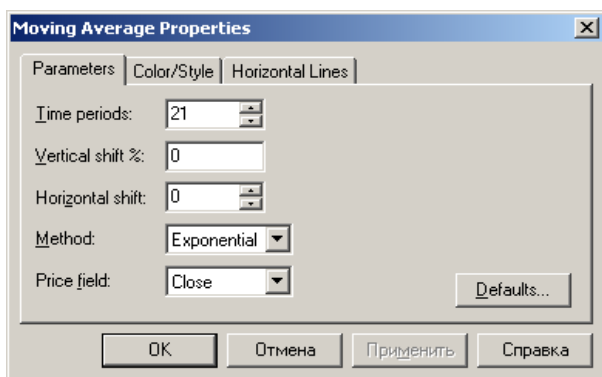 Moving Average Properties
Parameters Color/Style Horizontal Lines
Time periods: 21
Vertical shift %: 0
Horizontal shift: 0
Method: Exponential
Price field: Close
Defaults...
OK Отмена Применить Справка